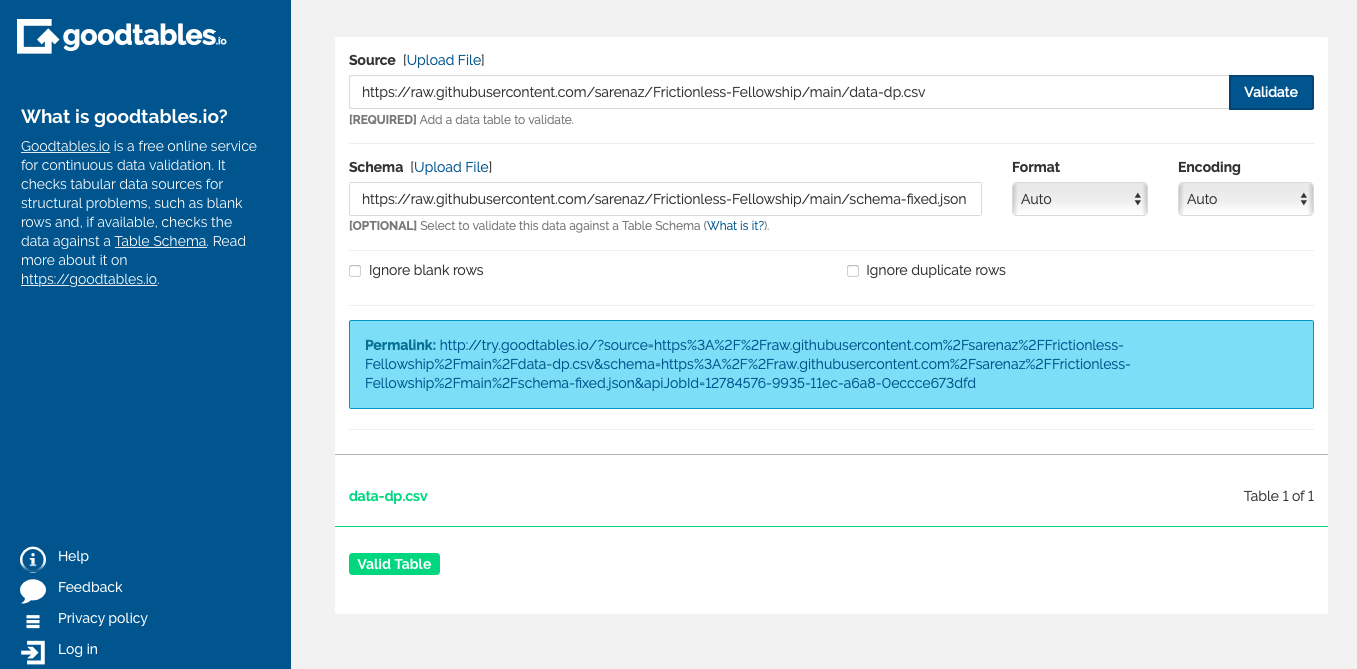 goodtables.io
What is goodtables.io?
Goodtables.io is a free online service
for continuous data validation. It
checks tabular data sources for
structural problems, such as blank
rows and, if available, checks the
data against a Table Schema. Read
more about it on
https://goodtables.io.
Help
Feedback
Privacy policy
Log in
Source [Upload File]
https://raw.githubusercontent.com/sarenaz/Frictionless-Fellowship/main/data-dp.csv
Validate
[REQUIRED] Add a data table to validate.
Schema [Upload File]
Format
Encoding
https://raw.githubusercontent.com/sarenaz/Frictionless-Fellowship/main/schema-fixed.json
Auto
Auto
[OPTIONAL] Select to validate this data against a Table Schema (What is it?).
Ignore blank rows
Ignore duplicate rows
Permalink: http://try.goodtables.io/?source=https%3A%2F%2Fraw.githubusercontent.com%2Fsarenaz%2FFrictionless-
Fellowship%2Fmain%2Fdata-dp.csv&schema=https%3A%2F%2Fraw.githubusercontent.com%2Fsarenaz%2FFrictionless-
Fellowship%2Fmain%2Fschema-fixed.json&apiJobId=12784576-9935-11ec-a6a8-0eccce673dfd
data-dp.csv
Table 1 of 1
Valid Table